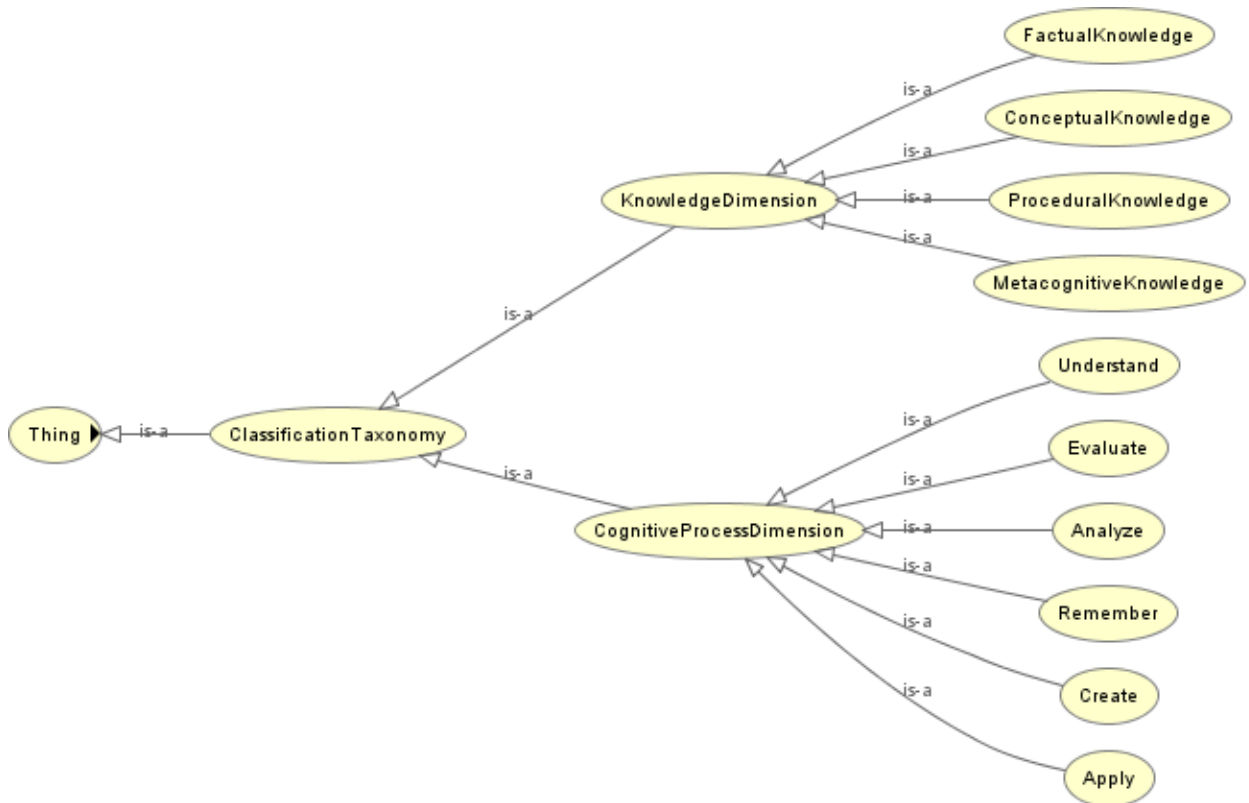 FactualKnowledge
is-a
ConceptualKnowledge
is-a
KnowledgeDimension
is-a
ProceduralKnowledge
is-a
MetacognitiveKnowledge
is-a
Understand
Thing
is-a
ClassificationTaxonomy
is-a
is-a
Evaluate
is-a
CognitiveProcessDimension
is-a
Analyze
is-a
Remember
is-a
Create
is-a
Apply